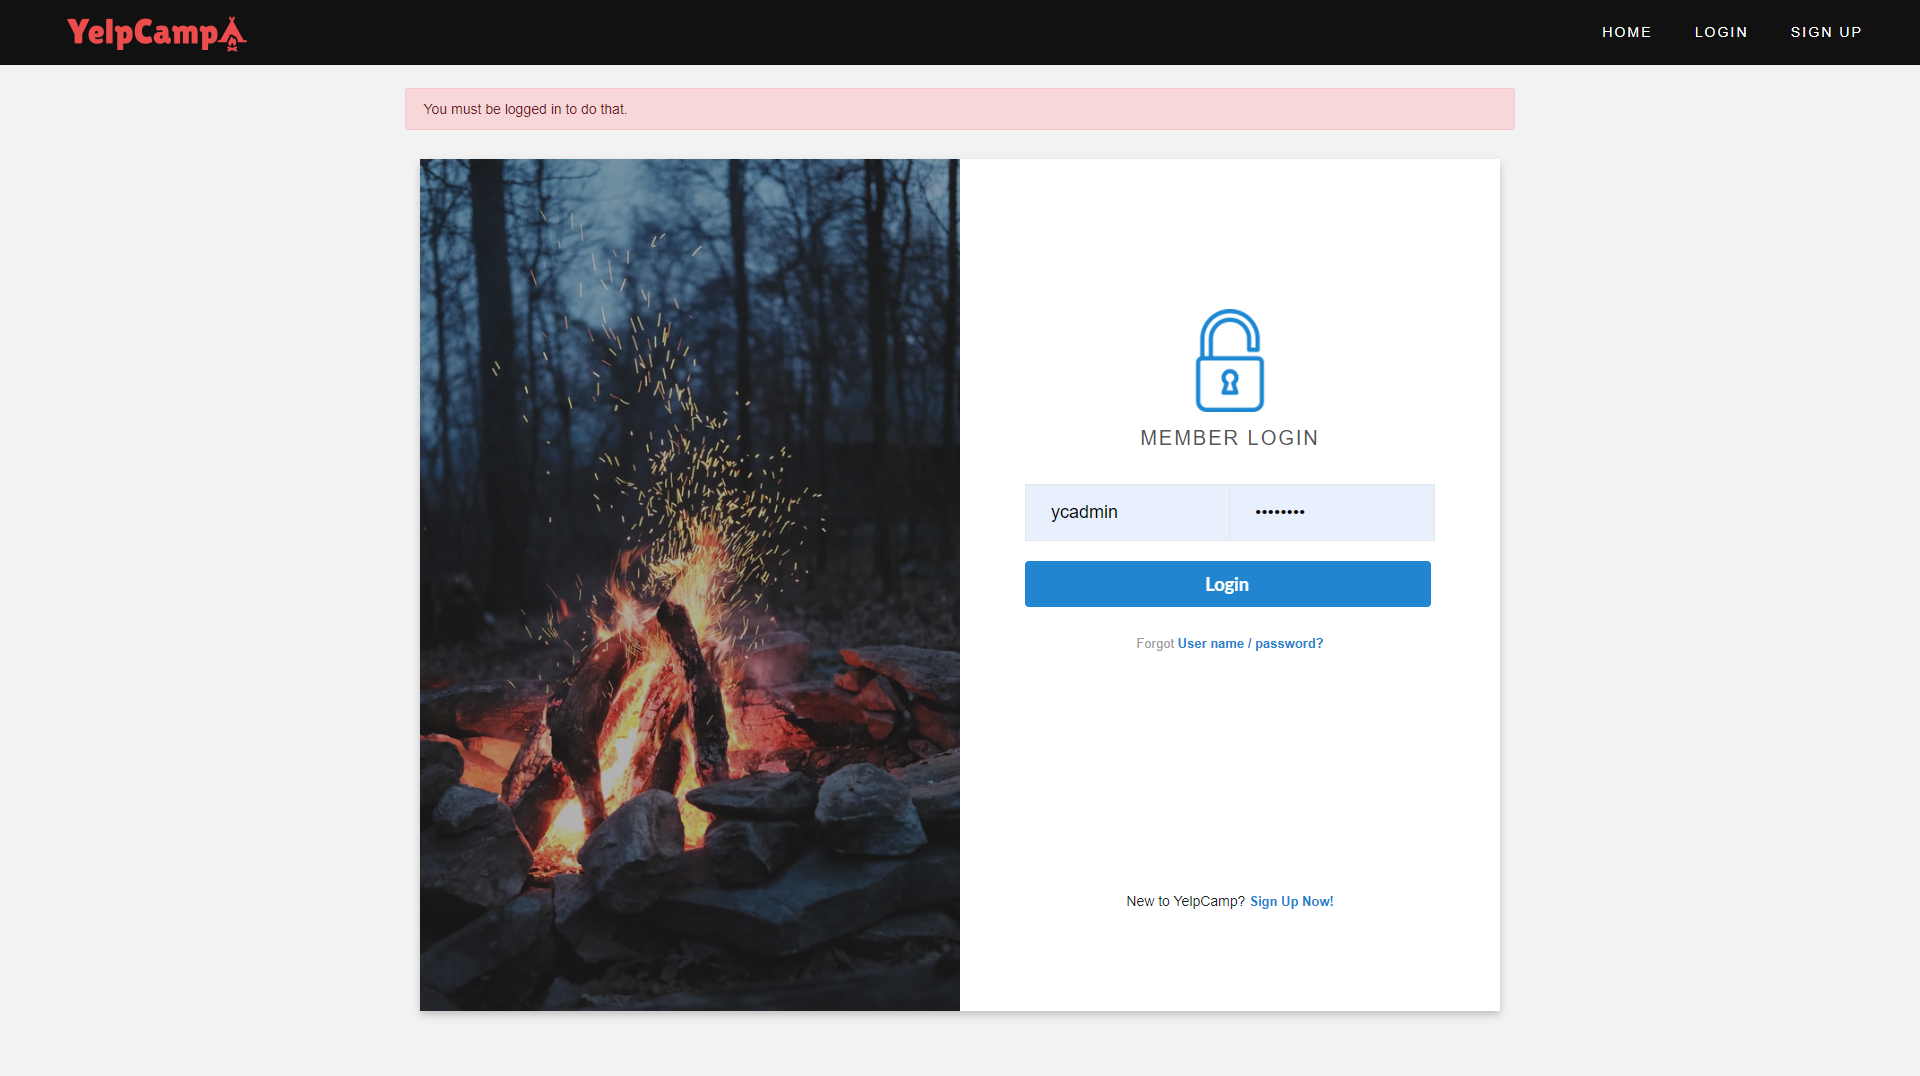 YelpCamp
HOME
LOGIN
SIGN UP
You must be logged in to do that.
MEMBER LOGIN
ycadmin
••••••••
Login
Forgot User name / password?
New to YelpCamp? Sign Up Now!